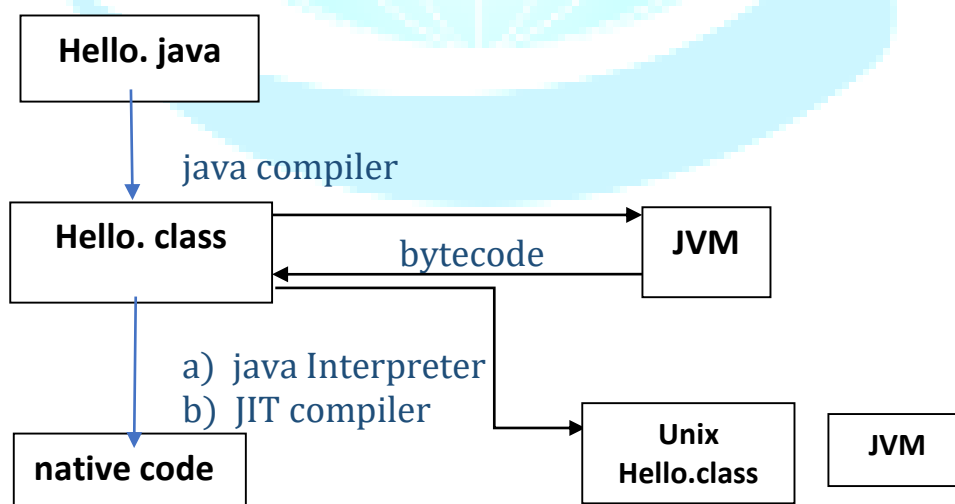 Hello. java
java compiler
Hello. class
bytecode
JVM
a) java Interpreter
b) JIT compiler
native code
Unix
Hello.class
JVM